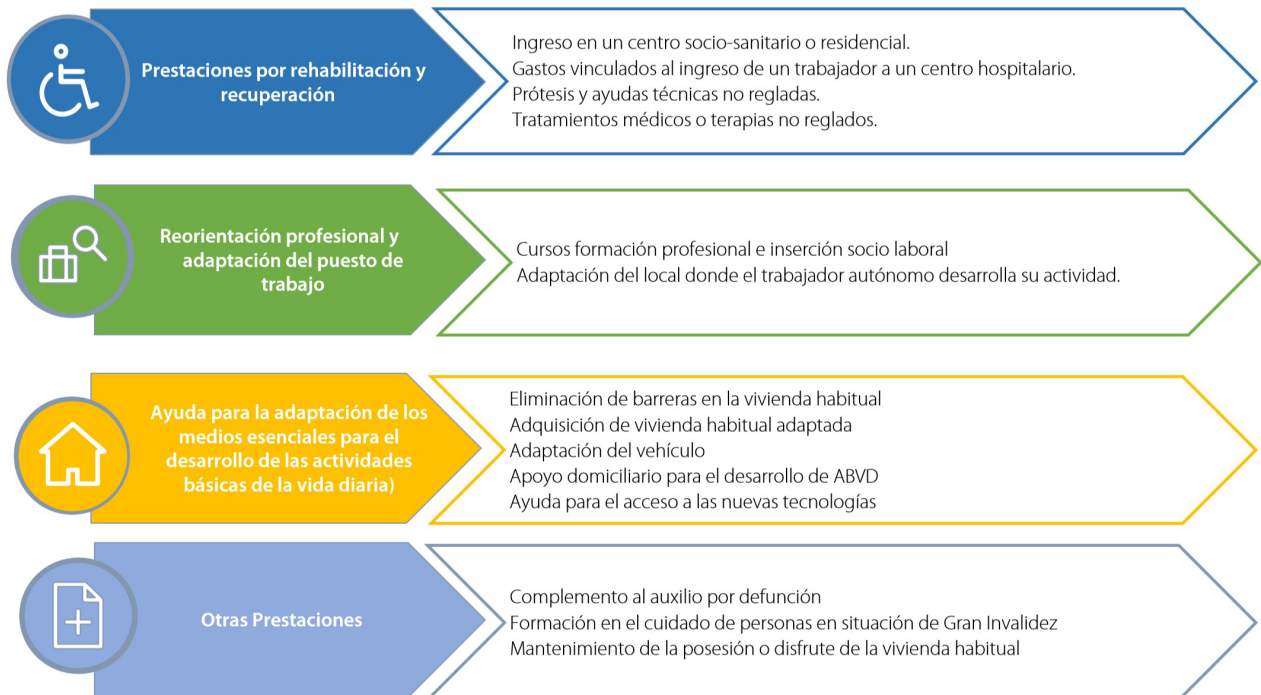 Prestaciones por rehabilitación y
recuperación
Ingreso en un centro socio-sanitario o residencial.
Gastos vinculados al ingreso de un trabajador a un centro hospitalario.
Prótesis y ayudas técnicas no regladas.
Tratamientos médicos o terapias no reglados.
Reorientación profesional y
adaptación del puesto de
trabajo
Cursos formación profesional e inserción socio laboral
Adaptación del local donde el trabajador autónomo desarrolla su actividad.
Ayuda para la adaptación de los
medios esenciales para el
desarrollo de las actividades
básicas de la vida diaria)
Eliminación de barreras en la vivienda habitual
Adquisición de vivienda habitual adaptada
Adaptación del vehículo
Apoyo domiciliario para el desarrollo de ABVD
Ayuda para el acceso a las nuevas tecnologías
Otras Prestaciones
Complemento al auxilio por defunción
Formación en el cuidado de personas en situación de Gran Invalidez
Mantenimiento de la posesión o disfrute de la vivienda habitual